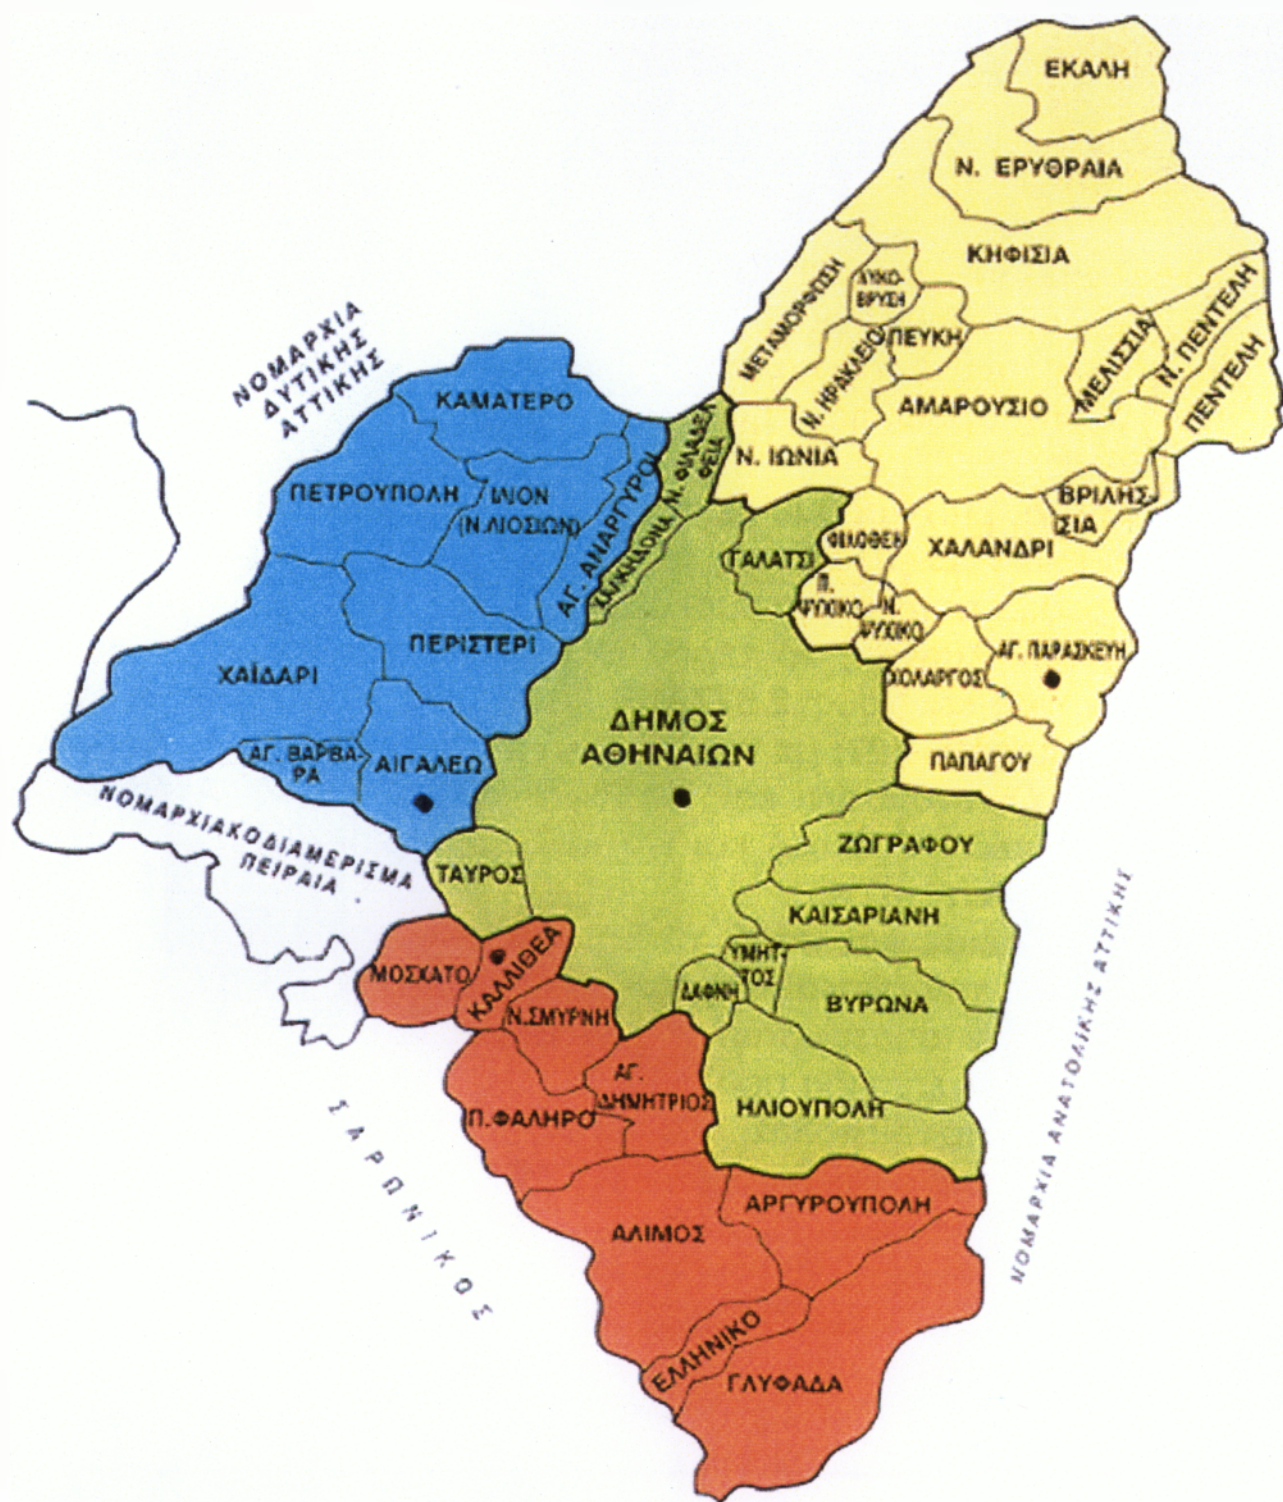 ΕΚΑΛΗ
Ν. ΕΡΥΘΡΑΙΑ
ΚΗΦΙΣΙΑ
ΜΕΤΑΜΟΡΦΩΣΗ
ΛΥΚΟ-
ΒΡΥΣΗ
ΠΕΥΚΗ
Ν. ΗΡΑΚΛΕΙΟ
ΜΕΛΙΣΣΙΑ
Ν. ΠΕΝΤΕΛΗ
ΠΕΝΤΕΛΗ
ΑΜΑΡΟΥΣΙΟ
Ν. ΙΩΝΙΑ
ΒΡΙΛΗΣ-
ΣΙΑ
ΦΙΛΟΘΕΗ
ΧΑΛΑΝΔΡΙ
Π.
ΨΥΧΙΚΟ
Ν.
ΨΥΧΙΚΟ
ΧΟΛΑΡΓΟΣ
ΑΓ. ΠΑΡΑΣΚΕΥΗ
ΠΑΠΑΓΟΥ
ΝΟΜΑΡΧΙΑ
ΔΥΤΙΚΗΣ
ΑΤΤΙΚΗΣ
ΚΑΜΑΤΕΡΟ
ΠΕΤΡΟΥΠΟΛΗ
ΙΛΙΟΝ
(Ν.ΛΙΟΣΙΩΝ)
ΑΓ. ΑΝΑΡΓΥΡΟΙ
ΧΑΛΚΗΔΟΝΑ
Ν. ΦΙΛΑΔΕΛ
ΦΕΙΑ
ΓΑΛΑΤΣΙ
ΠΕΡΙΣΤΕΡΙ
ΧΑΪΔΑΡΙ
ΑΓ. ΒΑΡΒΑ-
ΡΑ
ΑΙΓΑΛΕΩ
ΔΗΜΟΣ
ΑΘΗΝΑΙΩΝ
ΝΟΜΑΡΧΙΑΚΟ ΔΙΑΜΕΡΙΣΜΑ
ΠΕΙΡΑΙΑ
ΤΑΥΡΟΣ
ΖΩΓΡΑΦΟΥ
ΚΑΙΣΑΡΙΑΝΗ
ΥΜΗΤ-
ΤΟΣ
ΔΑΦΝΗ
ΒΥΡΩΝΑ
ΗΛΙΟΥΠΟΛΗ
ΜΟΣΧΑΤΟ
ΚΑΛΛΙΘΕΑ
Ν.ΣΜΥΡΝΗ
ΑΓ.
ΔΗΜΗΤΡΙΟΣ
Π.ΦΑΛΗΡΟ
ΑΛΙΜΟΣ
ΑΡΓΥΡΟΥΠΟΛΗ
ΕΛΛΗΝΙΚΟ
ΓΛΥΦΑΔΑ
ΣΑΡΩΝΙΚΟΣ
ΝΟΜΑΡΧΙΑ ΑΝΑΤΟΛΙΚΗΣ ΑΤΤΙΚΗΣ